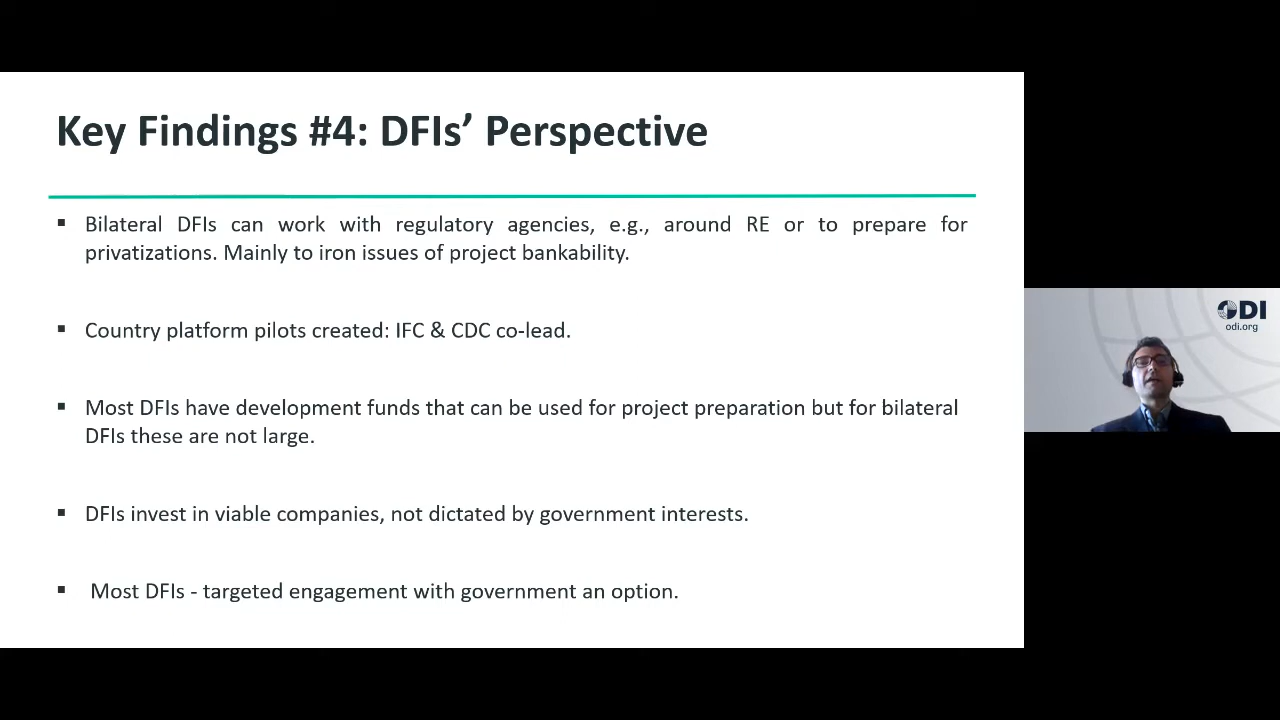 Key Findings #4: DFIs’ Perspective
▪ Bilateral DFIs can work with regulatory agencies, e.g., around RE or to prepare for
privatizations. Mainly to iron issues of project bankability.
▪ Country platform pilots created: IFC & CDC co-lead.
▪ Most DFIs have development funds that can be used for project preparation but for bilateral
DFIs these are not large.
▪ DFIs invest in viable companies, not dictated by government interests.
▪ Most DFIs - targeted engagement with government an option.
ODI
odi.org